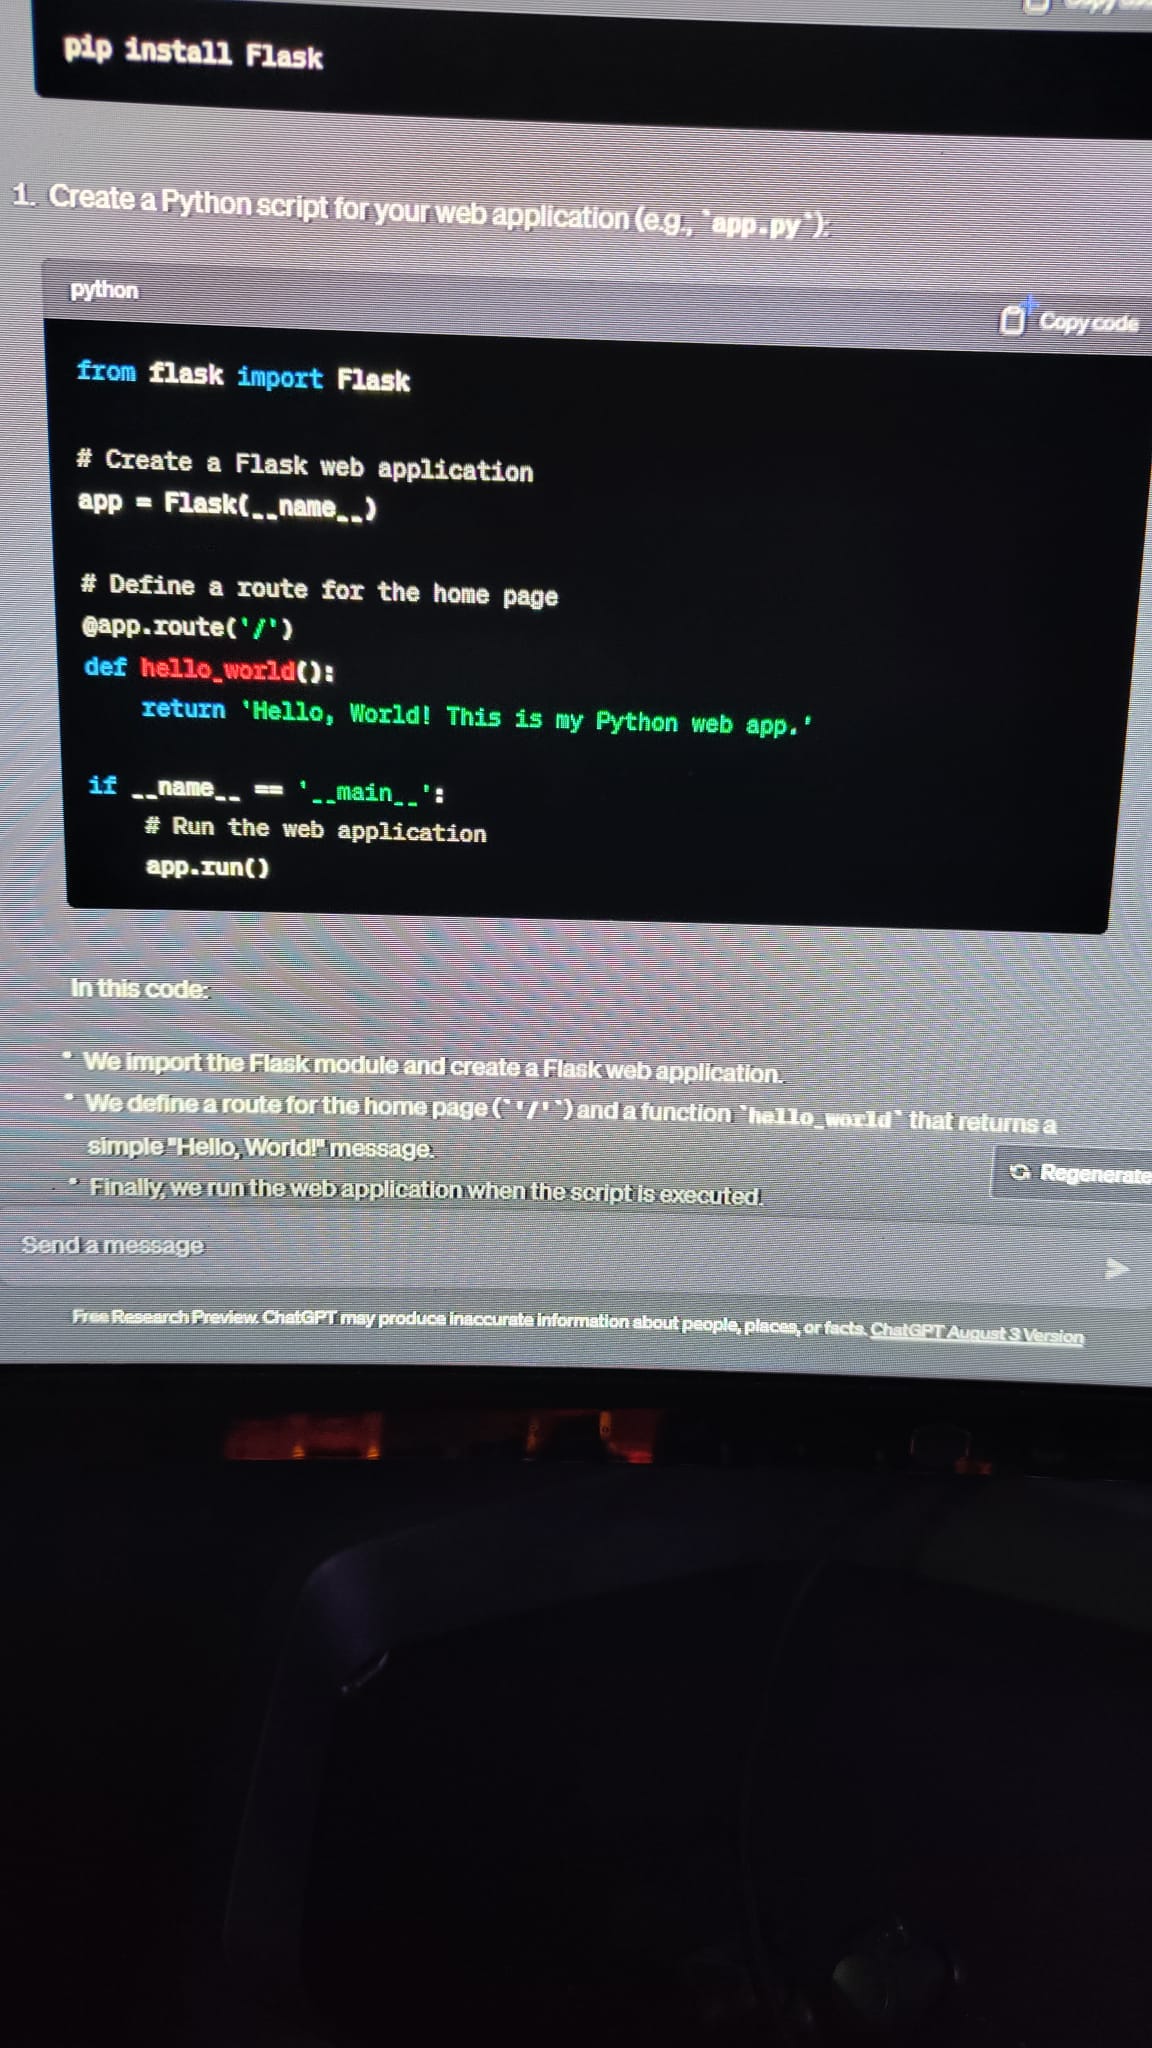 pip install Flask
1. Create a Python script for your web application (e.g., `app.py`):
python
Copy code
from flask import Flask
# Create a Flask web application
app = Flask(__name__)
# Define a route for the home page
@app.route('/')
def hello_world():
    return 'Hello, World! This is my Python web app.'
if __name__ == '__main__':
    # Run the web application
    app.run()
In this code:
• We import the Flask module and create a Flask web application.
• We define a route for the home page (`'/'`) and a function `hello_world` that returns a
simple "Hello, World!" message.
• Finally, we run the web application when the script is executed.
Regenerate
Send a message
Free Research Preview. ChatGPT may produce inaccurate information about people, places, or facts. ChatGPT August 3 Version